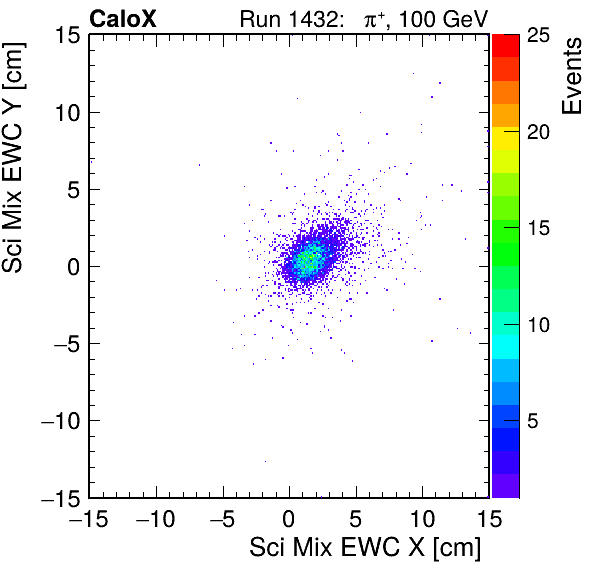 CaloX
Run 1432: π⁺, 100 GeV
Sci Mix EWC Y [cm]
15
10
5
0
−5
−10
−15
−15 −10 −5 0 5 10 15
Sci Mix EWC X [cm]
25
20
15
10
5
Events